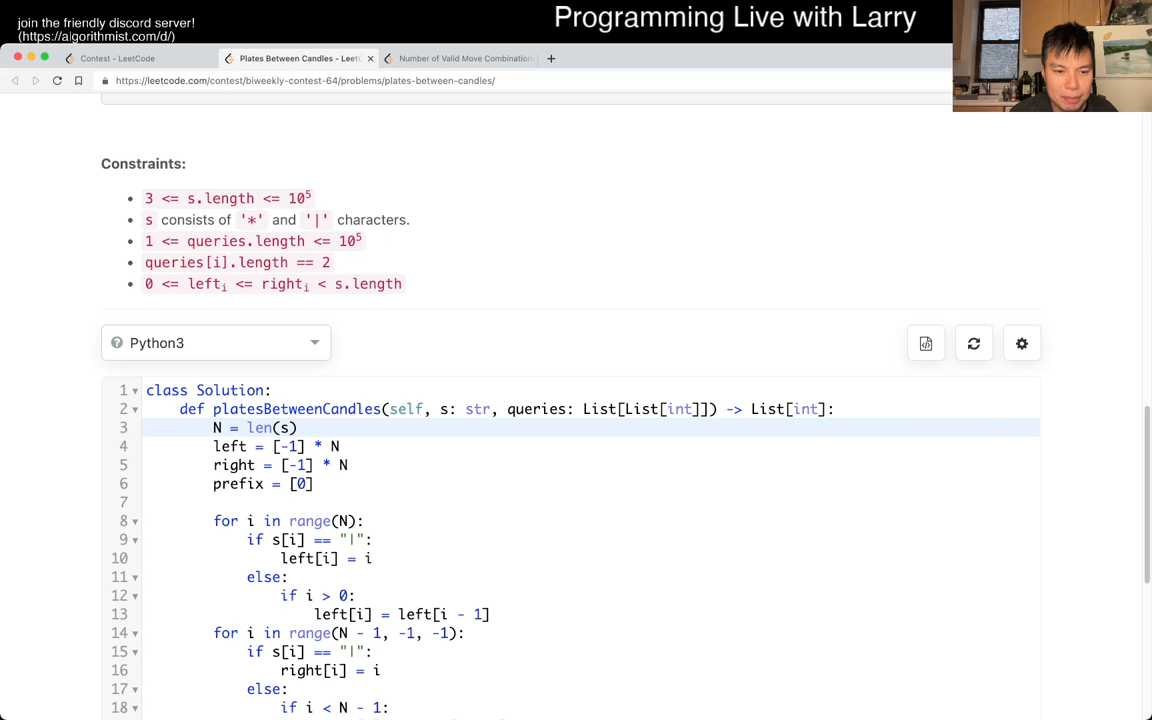 join the friendly discord server!
(https://algorithmist.com/d/)
Programming Live with Larry
Contest - LeetCode
Plates Between Candles - LeetC
Number of Valid Move Combination
https://leetcode.com/contest/biweekly-contest-64/problems/plates-between-candles/
Constraints:
• 3 <= s.length <= 10⁵
• s consists of '*' and '|' characters.
• 1 <= queries.length <= 10⁵
• queries[i].length == 2
• 0 <= leftᵢ <= rightᵢ < s.length
Python3
1 class Solution:
2     def platesBetweenCandles(self, s: str, queries: List[List[int]]) -> List[int]:
3         N = len(s)
4         left = [-1] * N
5         right = [-1] * N
6         prefix = [0]
7
8         for i in range(N):
9             if s[i] == "|":
10                 left[i] = i
11             else:
12                 if i > 0:
13                     left[i] = left[i - 1]
14         for i in range(N - 1, -1, -1):
15             if s[i] == "|":
16                 right[i] = i
17             else:
18                 if i < N - 1: